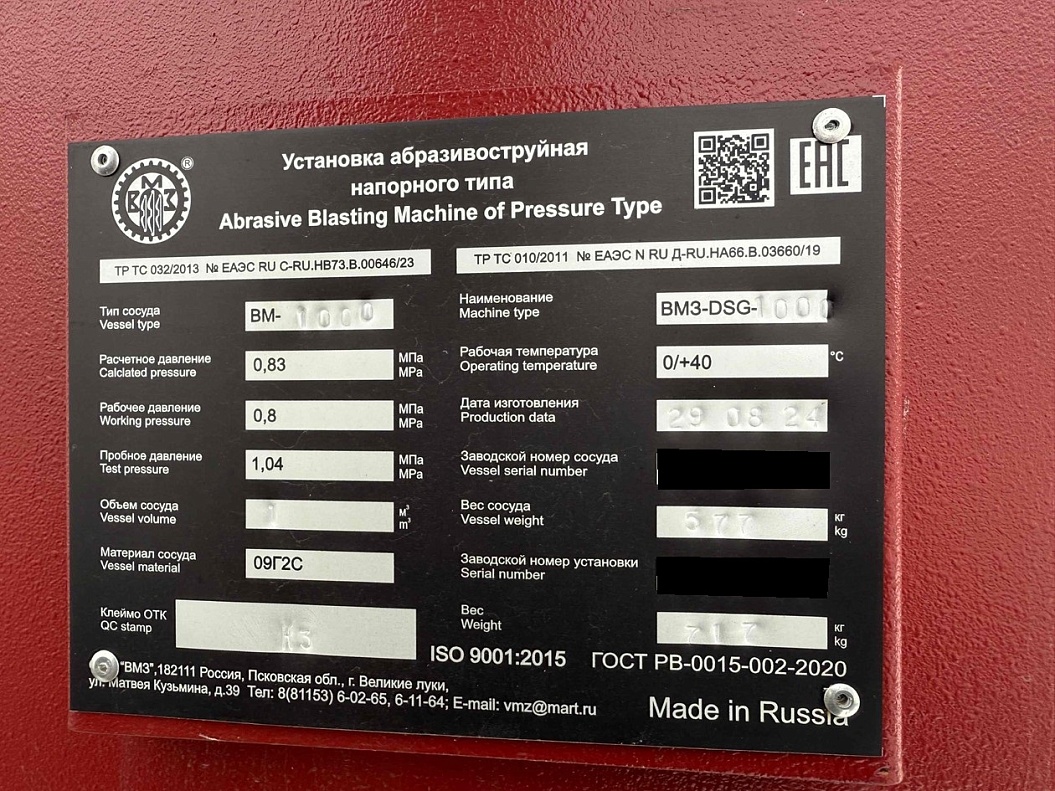 ВМЗ ®
Установка абразивоструйная
напорного типа
Abrasive Blasting Machine of Pressure Type
ЕАС
ТР ТС 032/2013 № ЕАЭС RU С-RU.НВ73.В.00646/23
ТР ТС 010/2011 № ЕАЭС N RU Д-RU.НА66.В.03660/19
Тип сосуда
Vessel type
ВМ- 1000
Расчетное давление
Calclated pressure
0,83
МПа
MPa
Рабочее давление
Working pressure
0,8
МПа
MPa
Пробное давление
Test pressure
1,04
МПа
MPa
Объем сосуда
Vessel volume
1
м³
m³
Материал сосуда
Vessel material
09Г2С
Клеймо ОТК
QC stamp
Наименование
Machine type
ВМЗ-DSG-1000
Рабочая температура
Operating temperature
0/+40
°C
Дата изготовления
Production data
29 08 24
Заводской номер сосуда
Vessel serial number
Вес сосуда
Vessel weight
577
кг
kg
Заводской номер установки
Serial number
Вес
Weight
717
кг
kg
ISO 9001:2015 ГОСТ РВ-0015-002-2020
"ВМЗ",182111 Россия, Псковская обл., г. Великие луки,
ул. Матвея Кузьмина, д.39 Тел: 8(81153) 6-02-65, 6-11-64; E-mail: vmz@mart.ru
Made in Russia